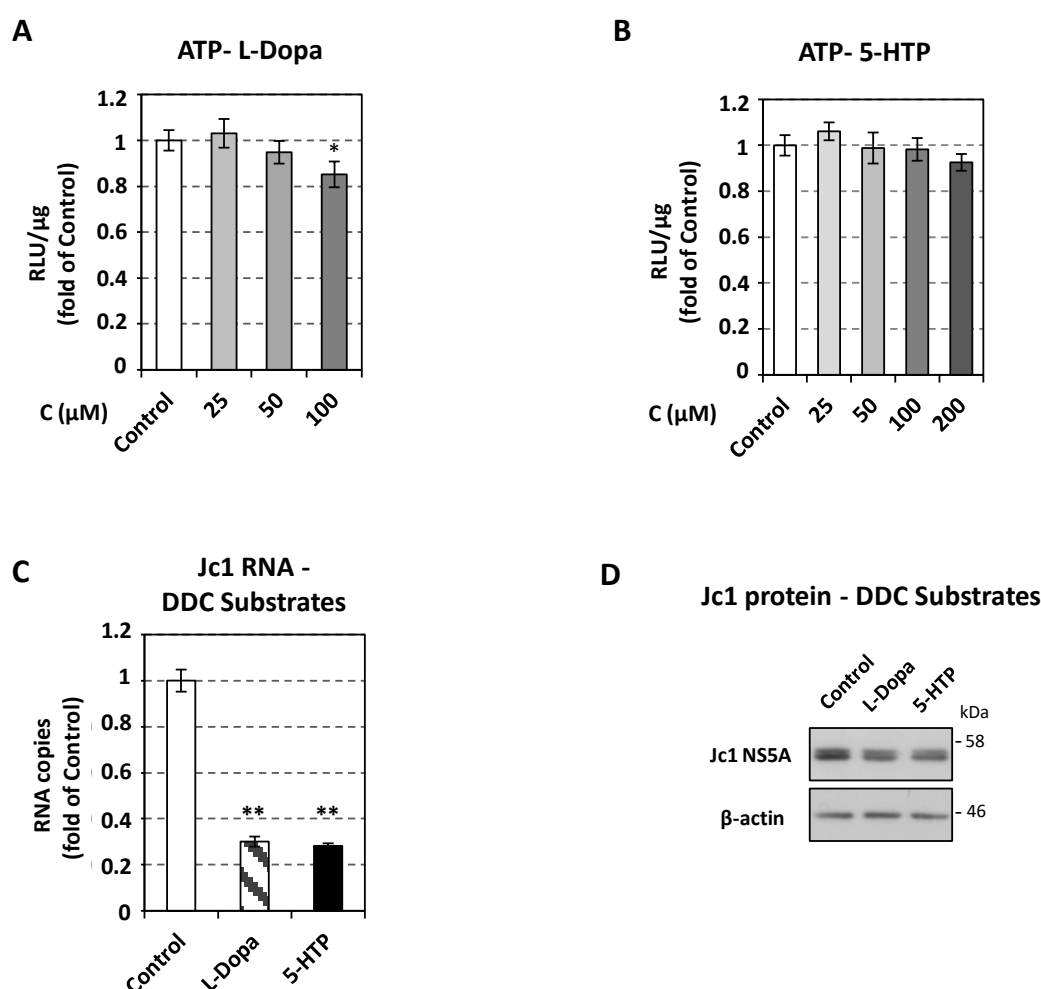 A
ATP- L-Dopa
RLU/µg
(fold of Control)
1.2
1
0.8
0.6
0.4
0.2
0
*
C (µM)
Control
25
50
100
B
ATP- 5-HTP
RLU/µg
(fold of Control)
1.2
1
0.8
0.6
0.4
0.2
0
C (µM)
Control
25
50
100
200
C
Jc1 RNA -
DDC Substrates
RNA copies
(fold of Control)
1.2
1
0.8
0.6
0.4
0.2
0
**
**
Control
L-Dopa
5-HTP
D
Jc1 protein - DDC Substrates
Control
L-Dopa
5-HTP
kDa
Jc1 NS5A
- 58
β-actin
- 46